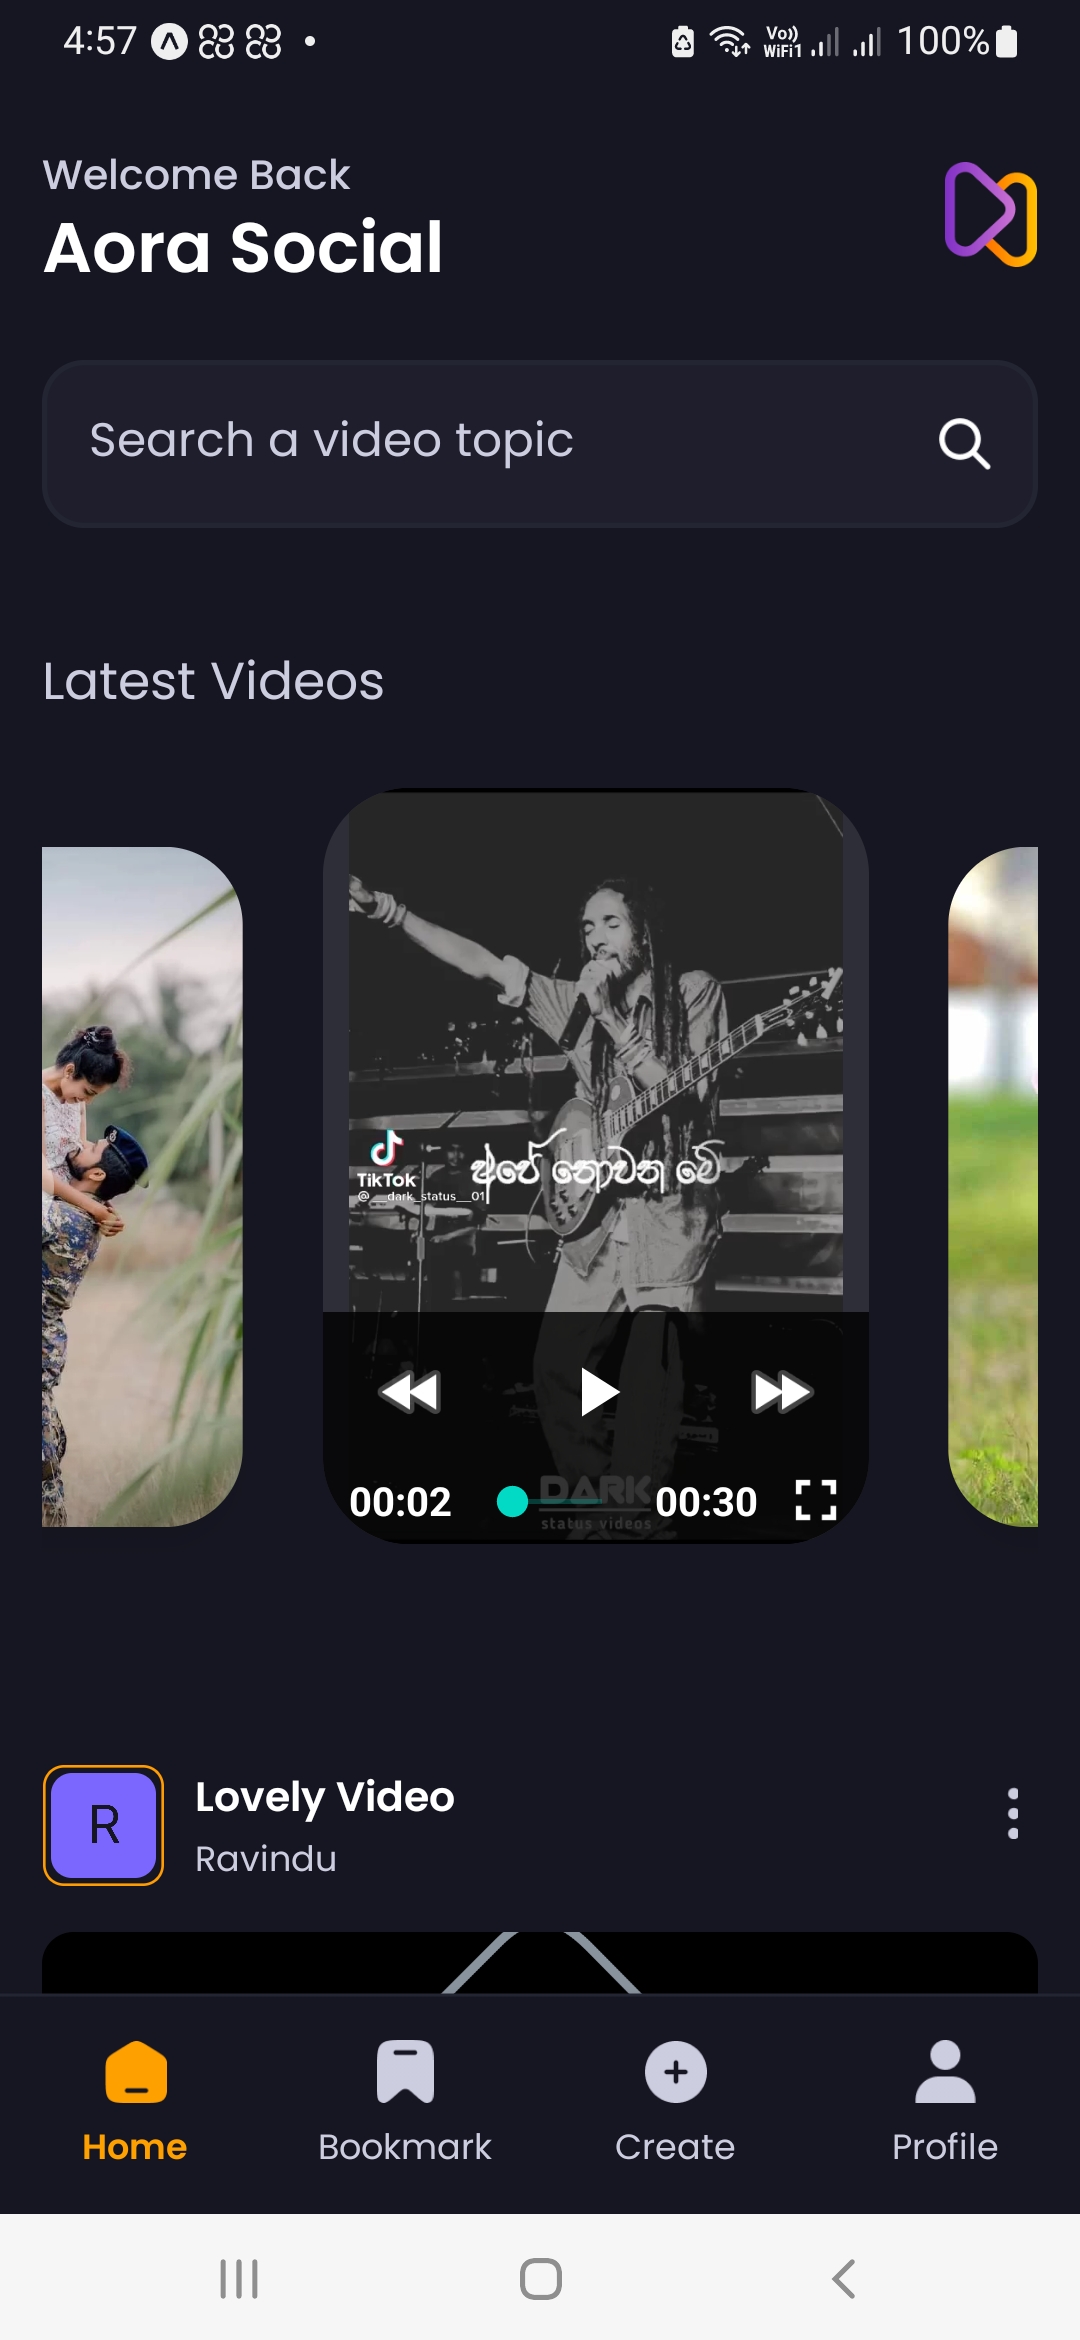 4:57
Vo))
WiFi1
100%
Welcome Back
Aora Social
Search a video topic
Latest Videos
TikTok
@__dark_status__01
අපේ නොවන මේ
00:02
00:30
DARK
status videos
R
Lovely Video
Ravindu
Home
Bookmark
Create
Profile